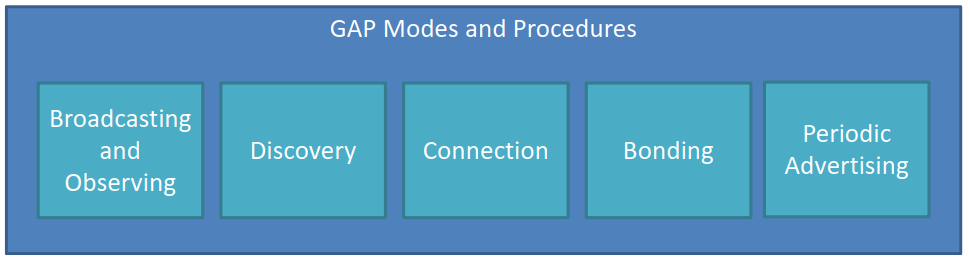 GAP Modes and Procedures
Broadcasting
and
Observing
Discovery
Connection
Bonding
Periodic
Advertising